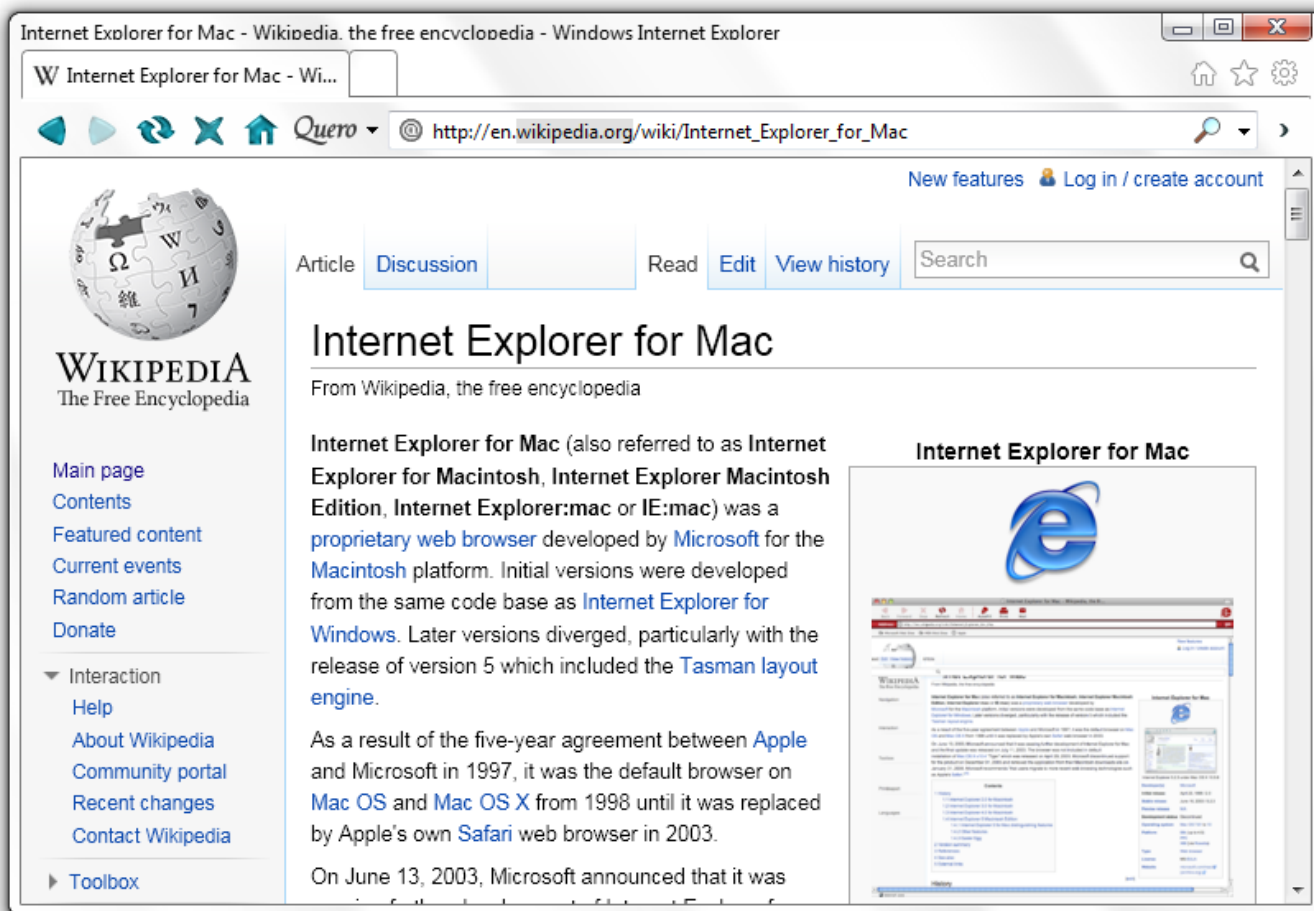 Internet Explorer for Mac - Wikipedia, the free encyclopedia - Windows Internet Explorer
W Internet Explorer for Mac - Wi...
Quero
http://en.wikipedia.org/wiki/Internet_Explorer_for_Mac
New features Log in / create account
Article Discussion Read Edit View history Search
WIKIPEDIA
The Free Encyclopedia
Main page
Contents
Featured content
Current events
Random article
Donate
Interaction
Help
About Wikipedia
Community portal
Recent changes
Contact Wikipedia
Toolbox
Internet Explorer for Mac
From Wikipedia, the free encyclopedia
Internet Explorer for Mac (also referred to as Internet
Explorer for Macintosh, Internet Explorer Macintosh
Edition, Internet Explorer:mac or IE:mac) was a
proprietary web browser developed by Microsoft for the
Macintosh platform. Initial versions were developed
from the same code base as Internet Explorer for
Windows. Later versions diverged, particularly with the
release of version 5 which included the Tasman layout
engine.
As a result of the five-year agreement between Apple
and Microsoft in 1997, it was the default browser on
Mac OS and Mac OS X from 1998 until it was replaced
by Apple's own Safari web browser in 2003.
On June 13, 2003, Microsoft announced that it was
Internet Explorer for Mac